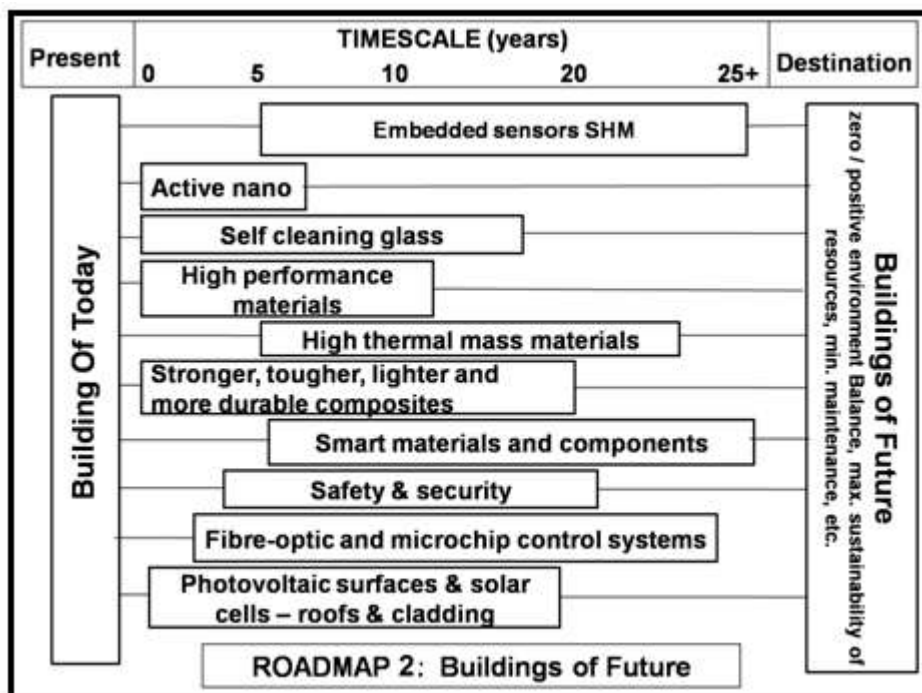 Present
TIMESCALE (years)
0 5 10 20 25+
Destination
Building Of Today
Embedded sensors SHM
Active nano
Self cleaning glass
High performance
materials
High thermal mass materials
Stronger, tougher, lighter and
more durable composites
Smart materials and components
Safety & security
Fibre-optic and microchip control systems
Photovoltaic surfaces & solar
cells – roofs & cladding
Buildings of Future
zero / positive environment Balance, max. sustainability of
resources, min. maintenance, etc.
ROADMAP 2: Buildings of Future